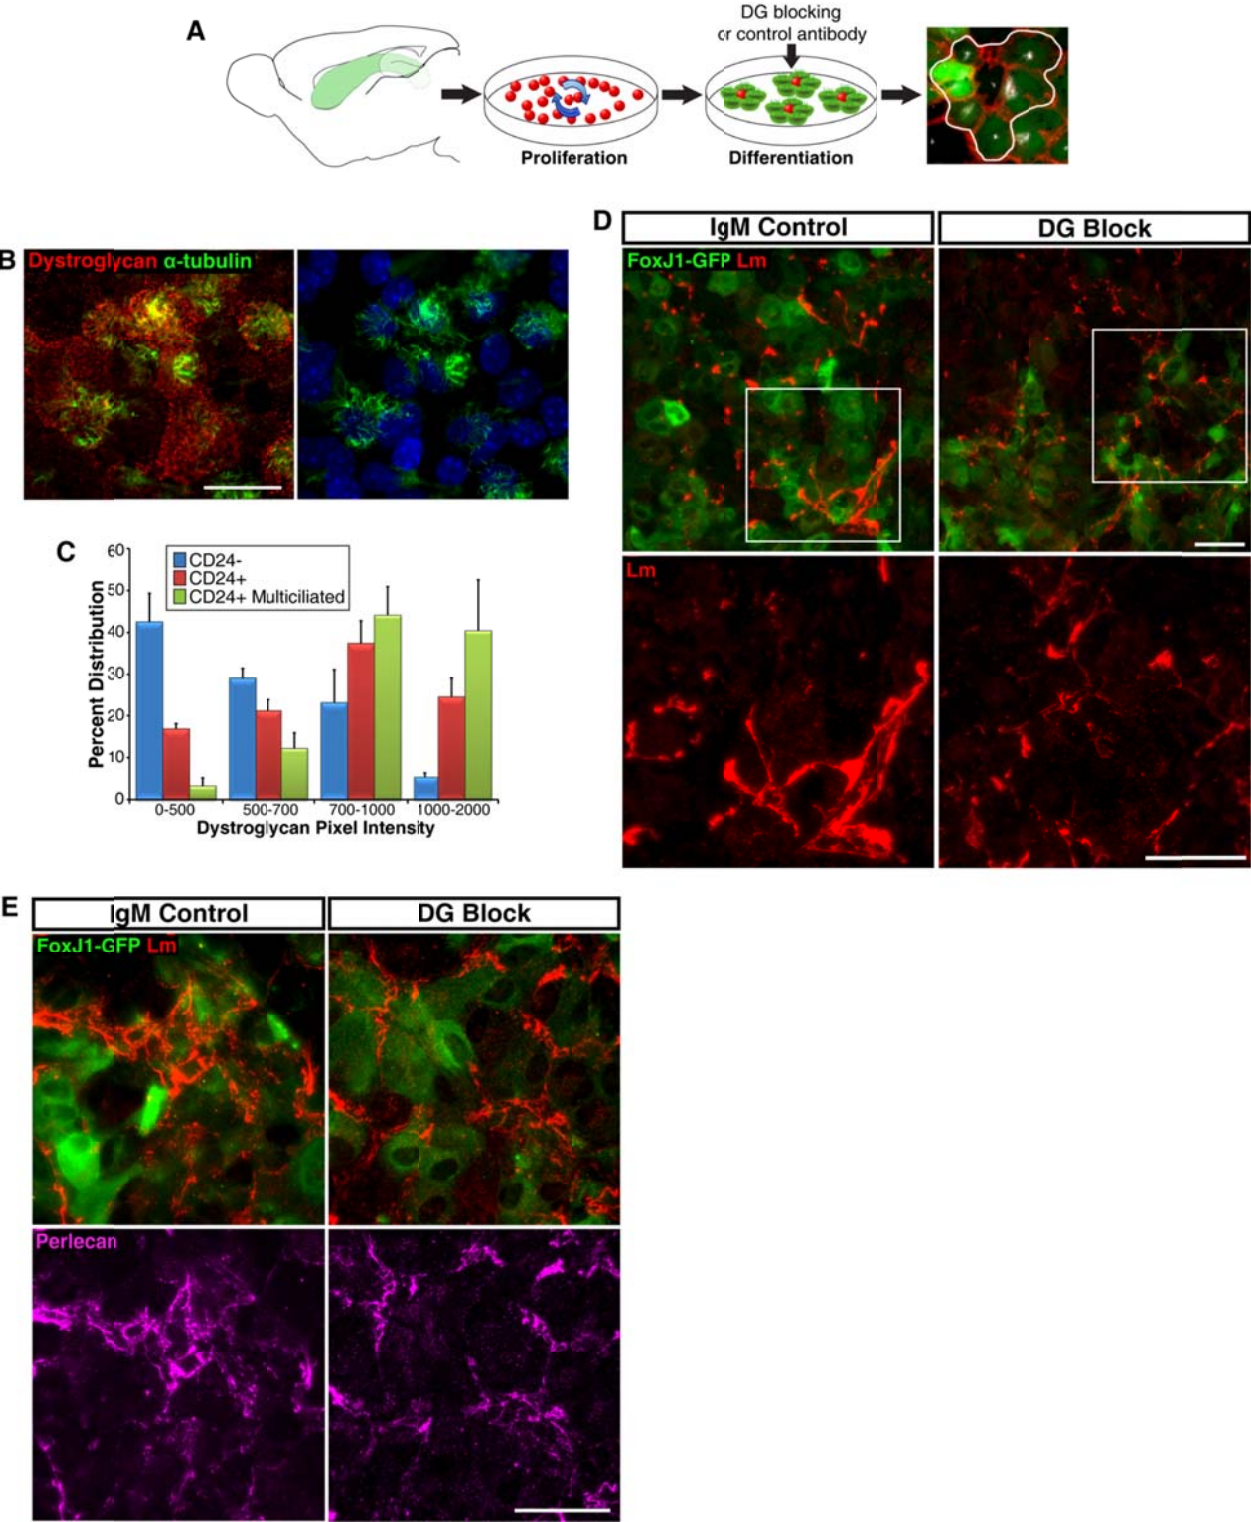 A
DG blocking
or control antibody
Proliferation
Differentiation
B
Dystroglycan α-tubulin
C
60
50
40
30
20
10
0
Percent Distribution
CD24-
CD24+
CD24+ Multiciliated
0-500
500-700
700-1000
1000-2000
Dystroglycan Pixel Intensity
D
IgM Control
DG Block
FoxJ1-GFP Lm
Lm
E
IgM Control
DG Block
FoxJ1-GFP Lm
Perlecan